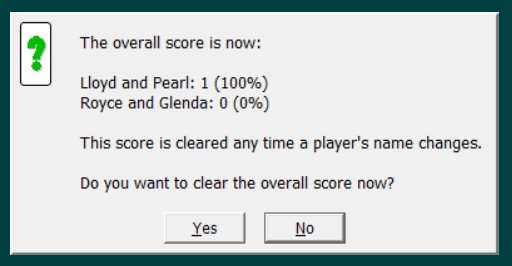 The overall score is now:
Lloyd and Pearl: 1 (100%)
Royce and Glenda: 0 (0%)
This score is cleared any time a player's name changes.
Do you want to clear the overall score now?
Yes No